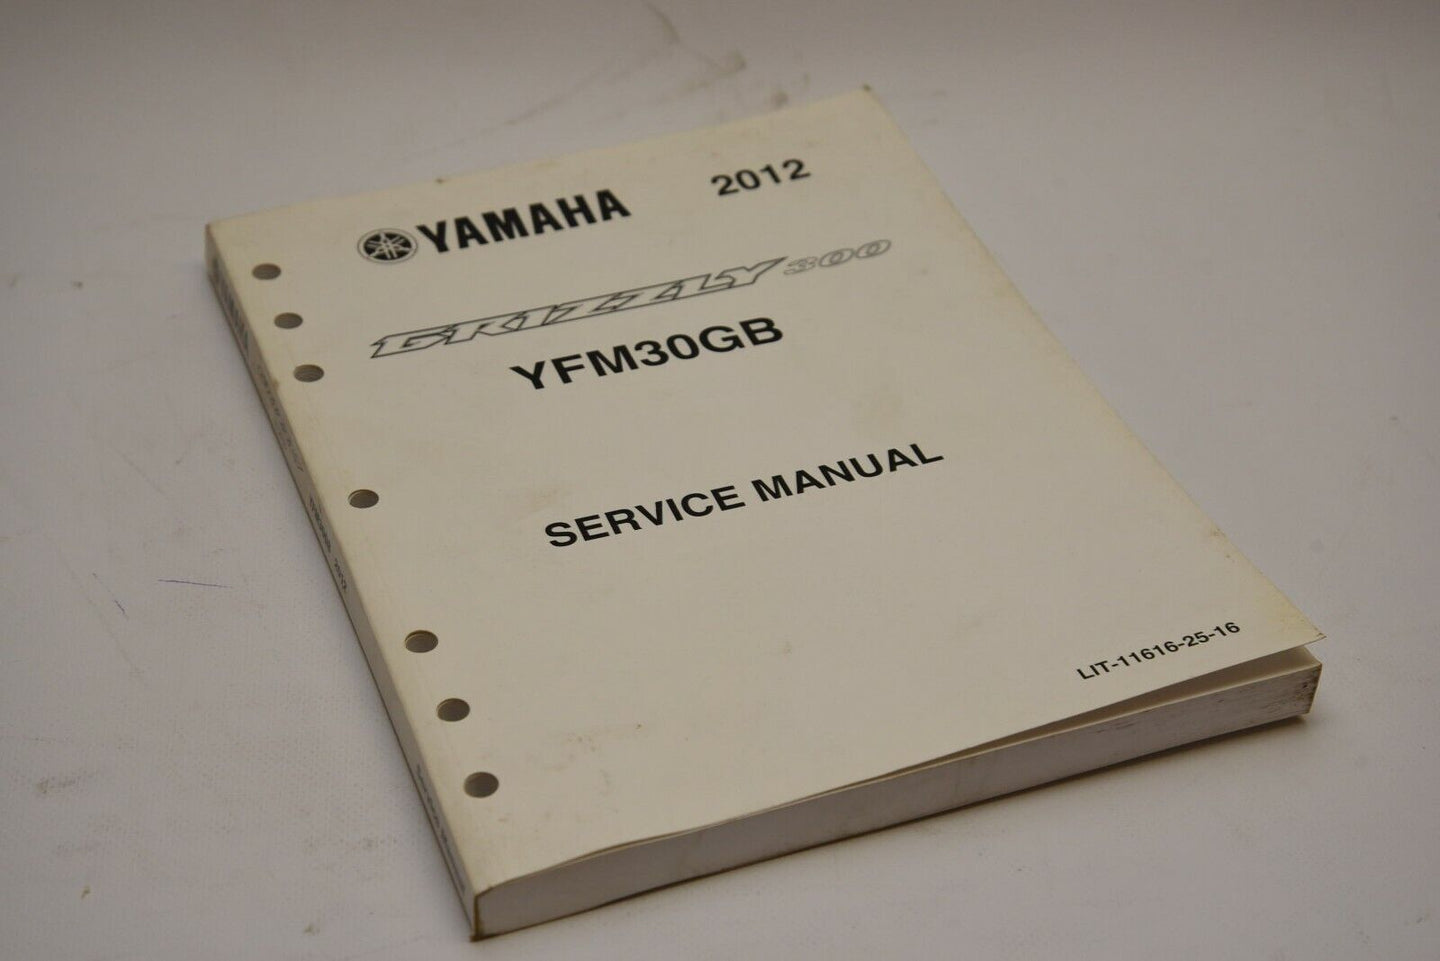 YAMAHA 2012
GRIZZLY 300
YFM30GB
SERVICE MANUAL
LIT-11616-25-16